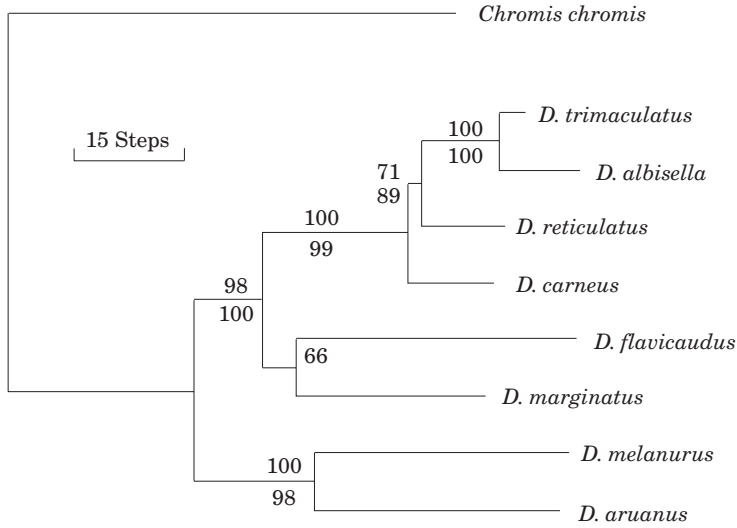 Chromis chromis
D. trimaculatus
100
15 Steps
100
71
D. albisella
89
100
D. reticulatus
99
98
D. carneus
100
D. flavicaudus
66
D. marginatus
D. melanurus
100
98
D. aruanus